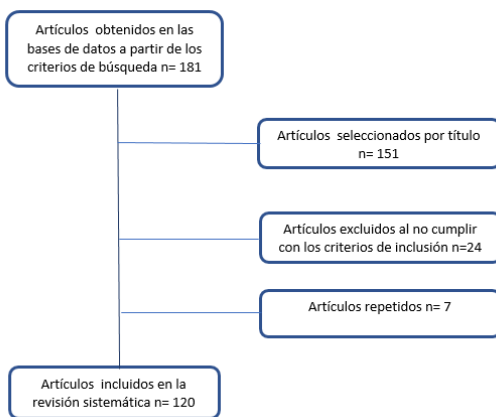 Artículos obtenidos en las
bases de datos a partir de los
criterios de búsqueda n= 181
Artículos seleccionados por título
n= 151
Artículos excluidos al no cumplir
con los criterios de inclusión n=24
Artículos repetidos n= 7
Artículos incluidos en la
revisión sistemática n= 120